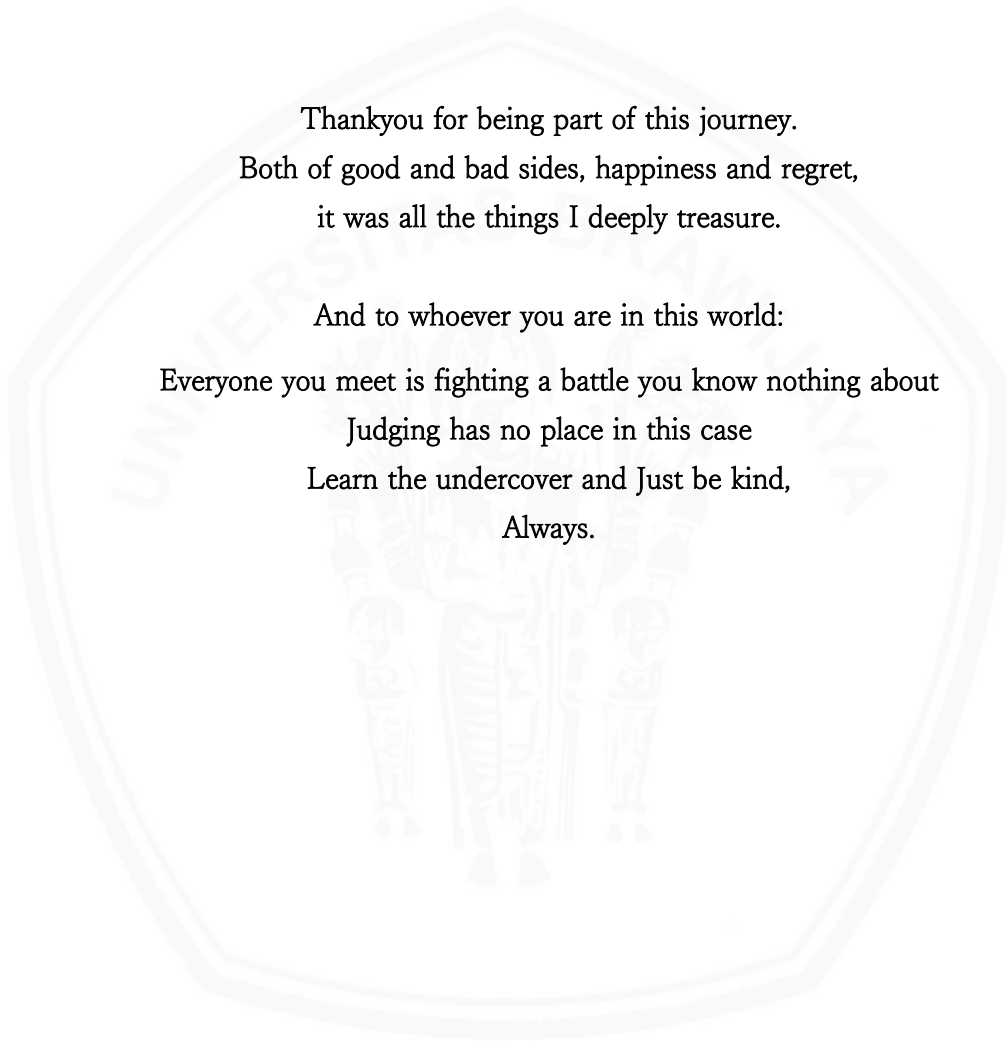 Thankyou for being part of this journey.
Both of good and bad sides, happiness and regret,
it was all the things I deeply treasure.
And to whoever you are in this world:
Everyone you meet is fighting a battle you know nothing about
Judging has no place in this case
Learn the undercover and Just be kind,
Always.
UNIVERSITAS BRAWIJAYA